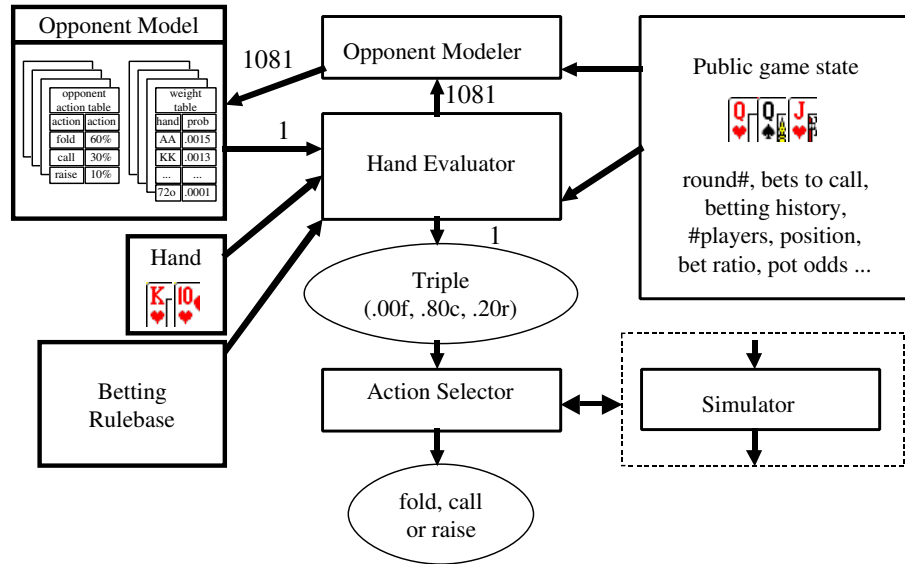 Opponent Model
opponent
action table
action action
fold 60%
call 30%
raise 10%
weight
table
hand prob
AA .0015
KK .0013
... ...
72o .0001
1081
Opponent Modeler
1081
1
Hand Evaluator
Public game state
Q Q J
round#, bets to call,
betting history,
#players, position,
bet ratio, pot odds ...
Hand
K 10
1
Triple
(.00f, .80c, .20r)
Betting
Rulebase
Action Selector
Simulator
fold, call
or raise